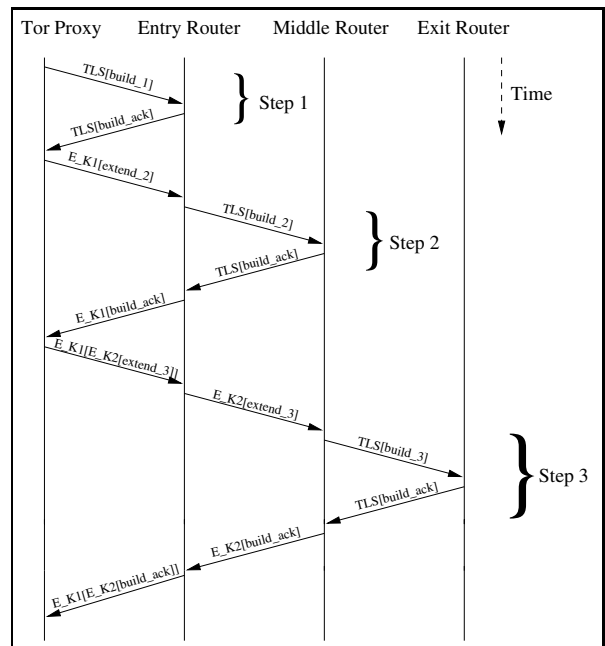 Tor Proxy Entry Router Middle Router Exit Router
TLS[build_1]
Step 1
Time
TLS[build_ack]
E_K1[extend_2]
TLS[build_2]
Step 2
TLS[build_ack]
E_K1[build_ack]
E_K1[E_K2[extend_3]]
E_K2[extend_3]
TLS[build_3]
Step 3
TLS[build_ack]
E_K2[build_ack]
E_K1[E_K2[build_ack]]